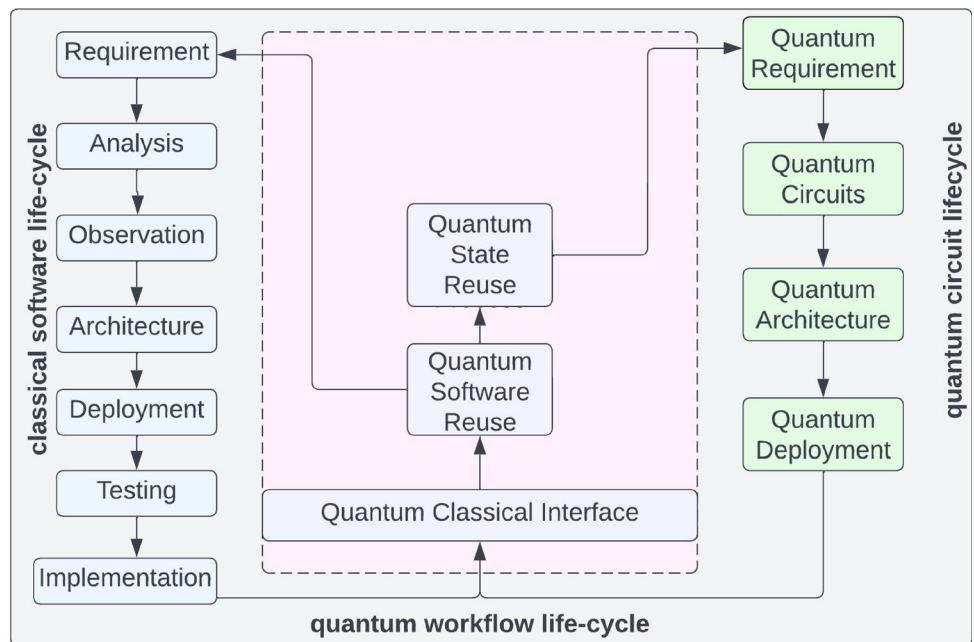 classical software life-cycle
Requirement
Analysis
Observation
Architecture
Deployment
Testing
Implementation
Quantum
State
Reuse
Quantum
Software
Reuse
Quantum Classical Interface
Quantum
Requirement
Quantum
Circuits
Quantum
Architecture
Quantum
Deployment
quantum circuit lifecycle
quantum workflow life-cycle